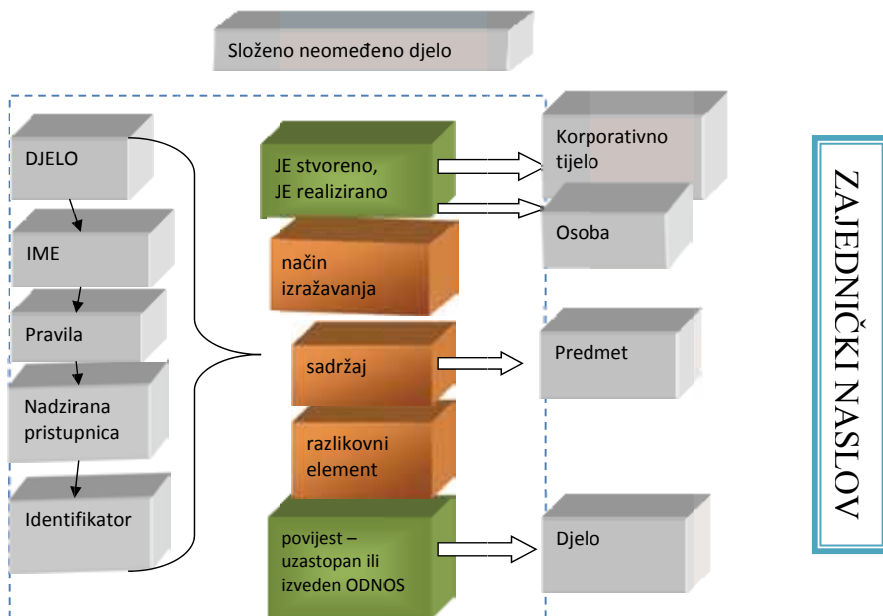 Složeno neomeđeno djelo
DJELO
IME
Pravila
Nadzirana
pristupnica
Identifikator
JE stvoreno,
JE realizirano
način
izražavanja
sadržaj
razlikovni
element
povijest –
uzastopan ili
izveden ODNOS
Korporativno
tijelo
Osoba
Predmet
Djelo
ZAJEDNIČKI NASLOV